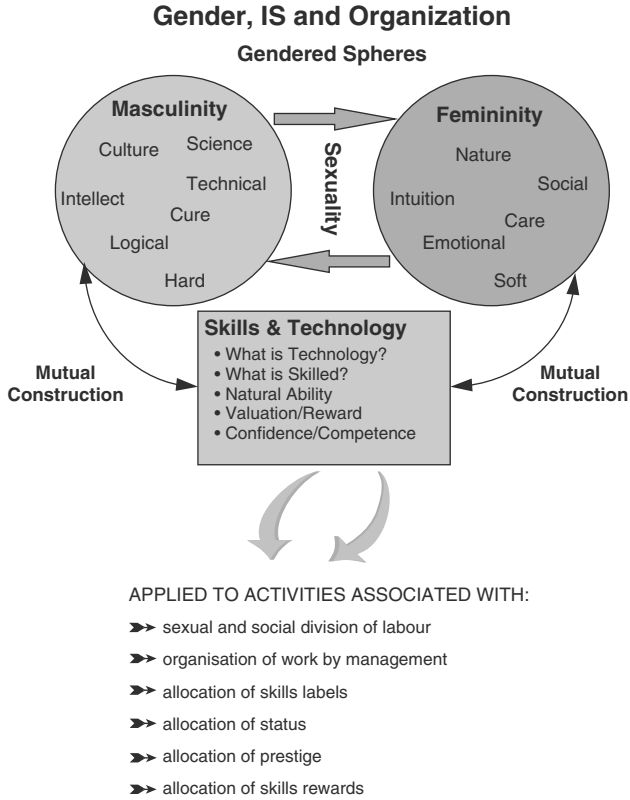 Gender, IS and Organization
Gendered Spheres
Masculinity
Culture
Science
Technical
Intellect
Cure
Logical
Hard
Sexuality
Femininity
Nature
Social
Intuition
Care
Emotional
Soft
Mutual
Construction
Skills & Technology
• What is Technology?
• What is Skilled?
• Natural Ability
• Valuation/Reward
• Confidence/Competence
Mutual
Construction
APPLIED TO ACTIVITIES ASSOCIATED WITH:
sexual and social division of labour
organisation of work by management
allocation of skills labels
allocation of status
allocation of prestige
allocation of skills rewards